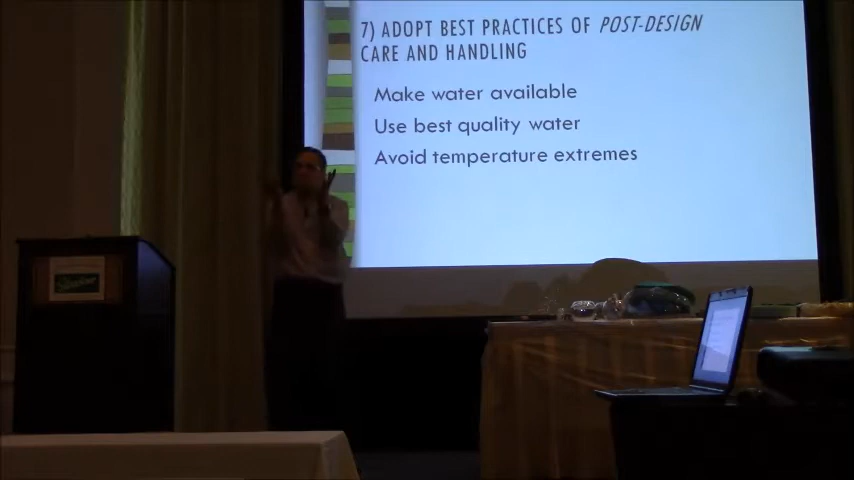 7) ADOPT BEST PRACTICES OF POST-DESIGN
CARE AND HANDLING
Make water available
Use best quality water
Avoid temperature extremes